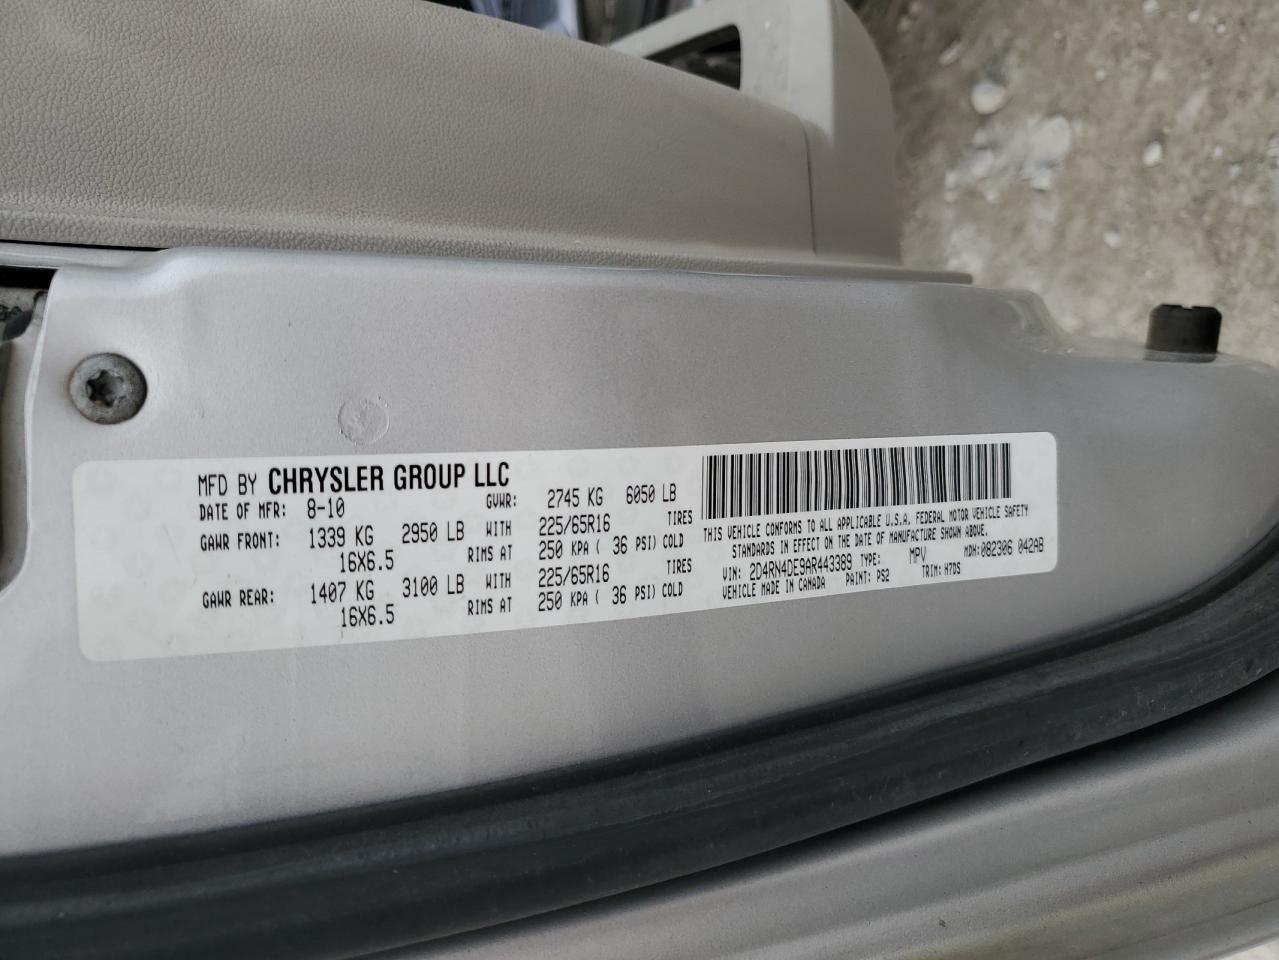 MFD BY CHRYSLER GROUP LLC
DATE OF MFR: 8-10 GVWR: 2745 KG 6050 LB
GAWR FRONT: 1339 KG 2950 LB WITH 225/65R16 TIRES
16X6.5 RIMS AT 250 KPA ( 36 PSI) COLD
GAWR REAR: 1407 KG 3100 LB WITH 225/65R16 TIRES
16X6.5 RIMS AT 250 KPA ( 36 PSI) COLD
THIS VEHICLE CONFORMS TO ALL APPLICABLE U.S.A. FEDERAL MOTOR VEHICLE SAFETY
STANDARDS IN EFFECT ON THE DATE OF MANUFACTURE SHOWN ABOVE.
VIN: 2D4RN4DE9AR443389 TYPE: MPV MDH: 082306 042AB
VEHICLE MADE IN CANADA PAINT: PS2 TRIM: H7DS